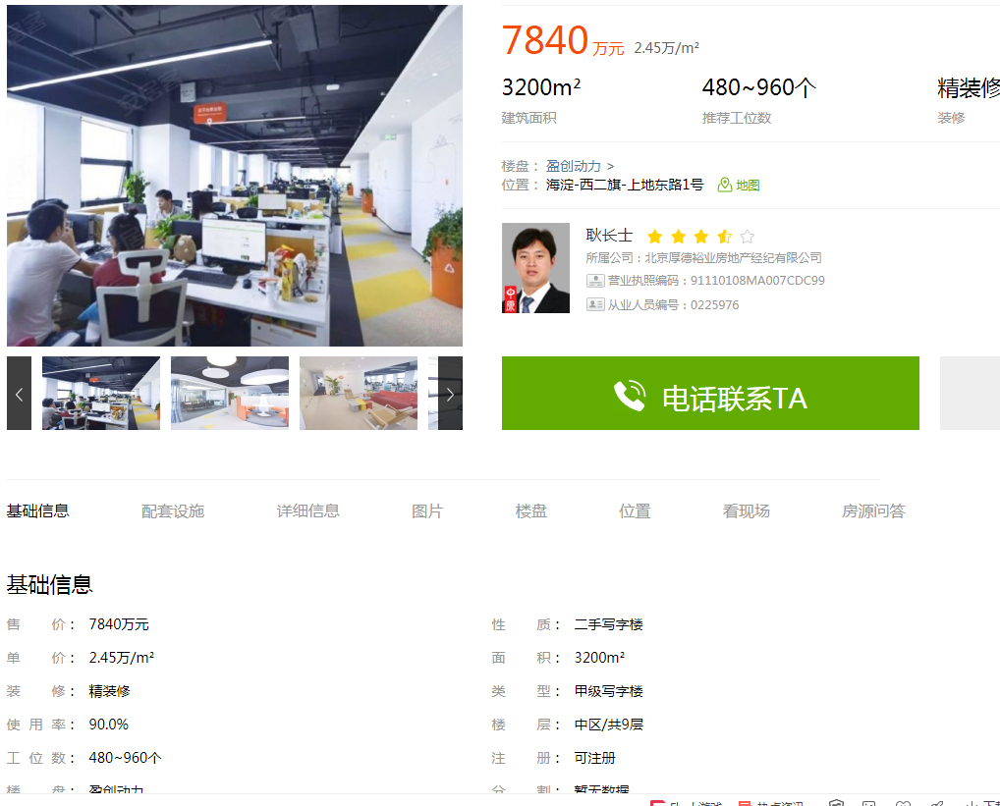 7840 万元 2.45万/m²
3200m² 480~960个 精装修
建筑面积 推荐工位数 装修
楼盘： 盈创动力 >
位置： 海淀-西二旗-上地东路1号 地图
耿长士
所属公司：北京厚德裕业房地产经纪有限公司
营业执照编码：91110108MA007CDC99
从业人员编号：0225976
中原
电话联系TA
基础信息 配套设施 详细信息 图片 楼盘 位置 看现场 房源问答
基础信息
售 价： 7840万元 性 质： 二手写字楼
单 价： 2.45万/m² 面 积： 3200m²
装 修： 精装修 类 型： 甲级写字楼
使 用 率： 90.0% 楼 层： 中区/共9层
工 位 数： 480~960个 注 册： 可注册
楼 盘： 盈创动力 分 割： 暂无数据
热点资讯